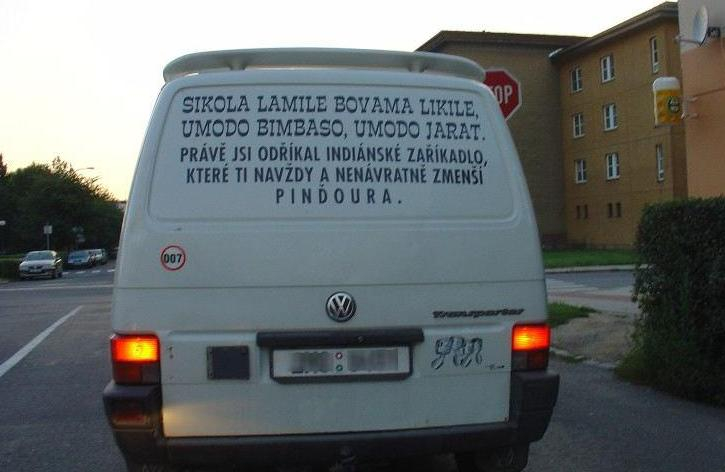 SIKOLA LAMILE BOVAMA LIKILE,
UMODO BIMBASO, UMODO JARAT.
PRÁVĚ JSI ODŘÍKAL INDIÁNSKÉ ZAŘÍKADLO,
KTERÉ TI NAVŽDY A NENÁVRATNĚ ZMENŠÍ
PINĎOURA.
007
Transporter